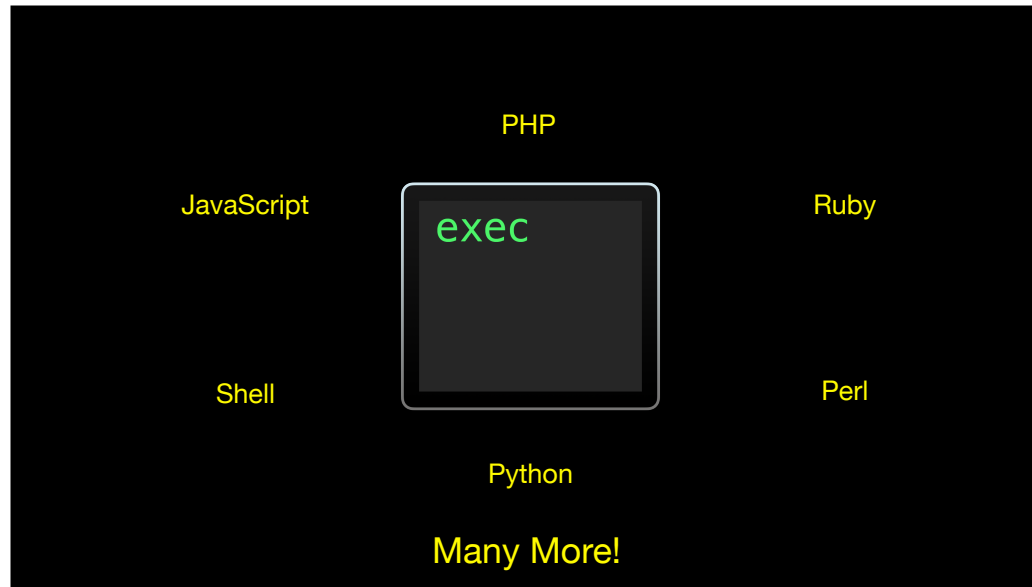 PHP
JavaScript
Ruby
exec
Shell
Perl
Python
Many More!